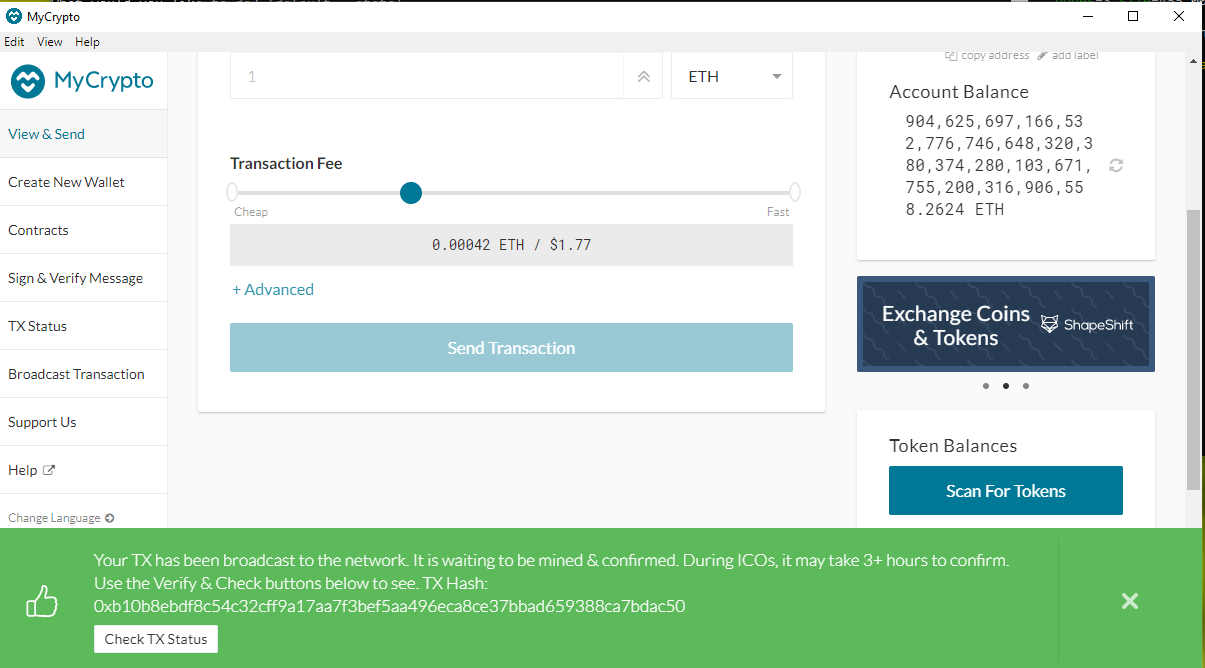 MyCrypto
Edit View Help
MyCrypto
View & Send
Create New Wallet
Contracts
Sign & Verify Message
TX Status
Broadcast Transaction
Support Us
Help
Change Language
1
ETH
Transaction Fee
Cheap
Fast
0.00042 ETH / $1.77
+ Advanced
Send Transaction
copy address add label
Account Balance
904,625,697,166,53
2,776,746,648,320,3
80,374,280,103,671,
755,200,316,906,55
8.2624 ETH
Exchange Coins
& Tokens
ShapeShift
Token Balances
Scan For Tokens
Your TX has been broadcast to the network. It is waiting to be mined & confirmed. During ICOs, it may take 3+ hours to confirm.
Use the Verify & Check buttons below to see. TX Hash:
0xb10b8ebdf8c54c32cff9a17aa7f3bef5aa496eca8ce37bbad659388ca7bdac50
Check TX Status